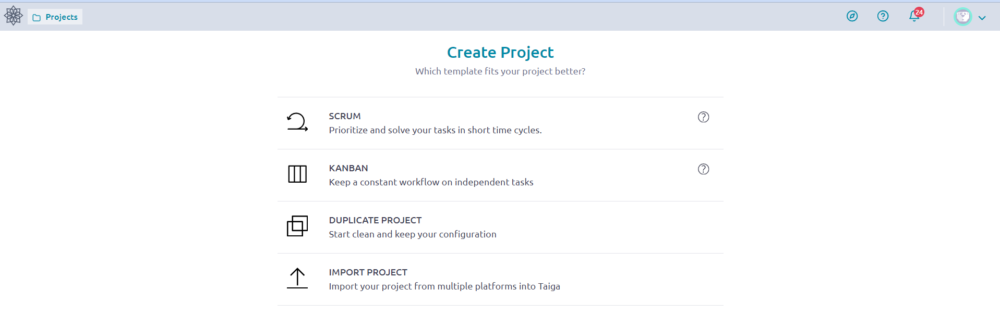 Projects
24
Create Project
Which template fits your project better?
SCRUM
Prioritize and solve your tasks in short time cycles.
KANBAN
Keep a constant workflow on independent tasks
DUPLICATE PROJECT
Start clean and keep your configuration
IMPORT PROJECT
Import your project from multiple platforms into Taiga